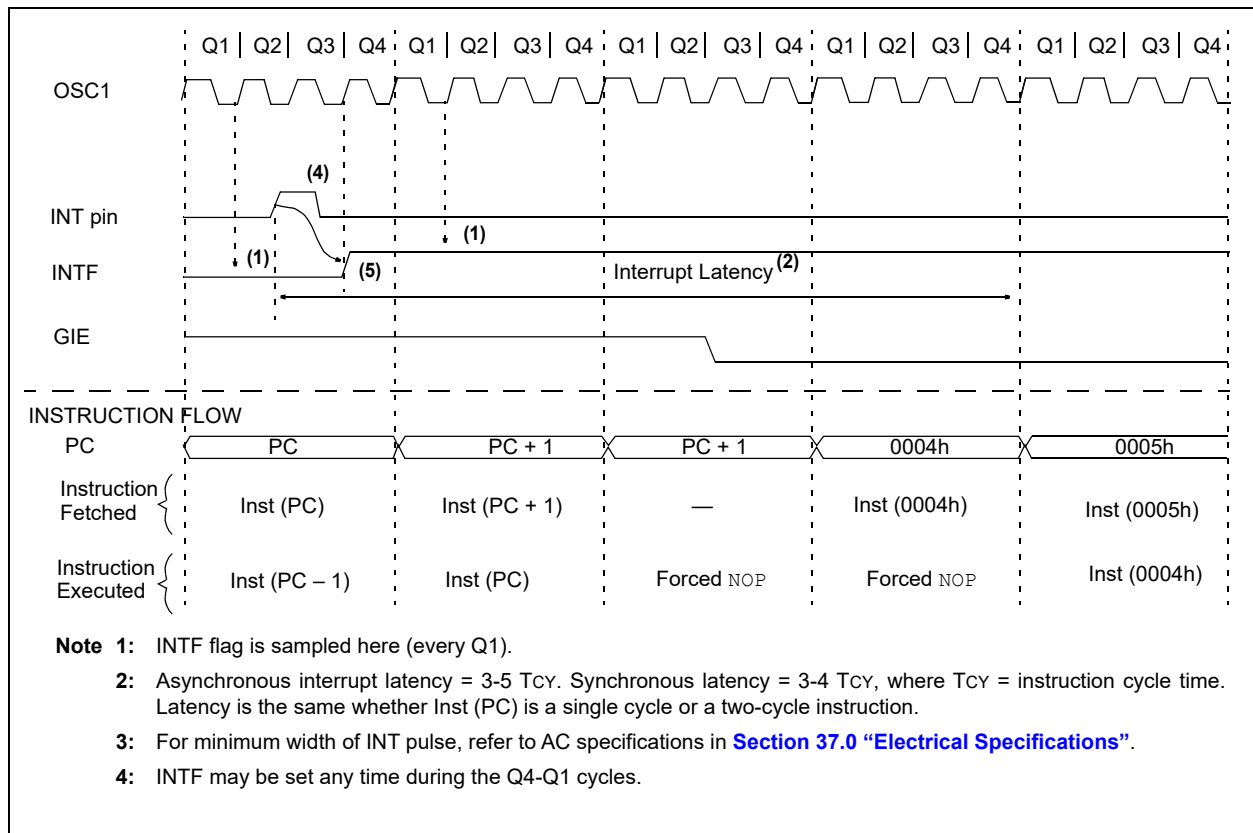 Q1 Q2 Q3 Q4 Q1 Q2 Q3 Q4 Q1 Q2 Q3 Q4 Q1 Q2 Q3 Q4 Q1 Q2 Q3 Q4
OSC1
(4)
INT pin
(1)
(1)
INTF
(5)
Interrupt Latency (2)
GIE
INSTRUCTION FLOW
PC PC PC + 1 PC + 1 0004h 0005h
Instruction
Fetched
Inst (PC) Inst (PC + 1) — Inst (0004h) Inst (0005h)
Instruction
Executed
Inst (PC – 1) Inst (PC) Forced NOP Forced NOP Inst (0004h)
Note 1: INTF flag is sampled here (every Q1).
2: Asynchronous interrupt latency = 3-5 TCY. Synchronous latency = 3-4 TCY, where TCY = instruction cycle time.
Latency is the same whether Inst (PC) is a single cycle or a two-cycle instruction.
3: For minimum width of INT pulse, refer to AC specifications in Section 37.0 “Electrical Specifications”.
4: INTF may be set any time during the Q4-Q1 cycles.